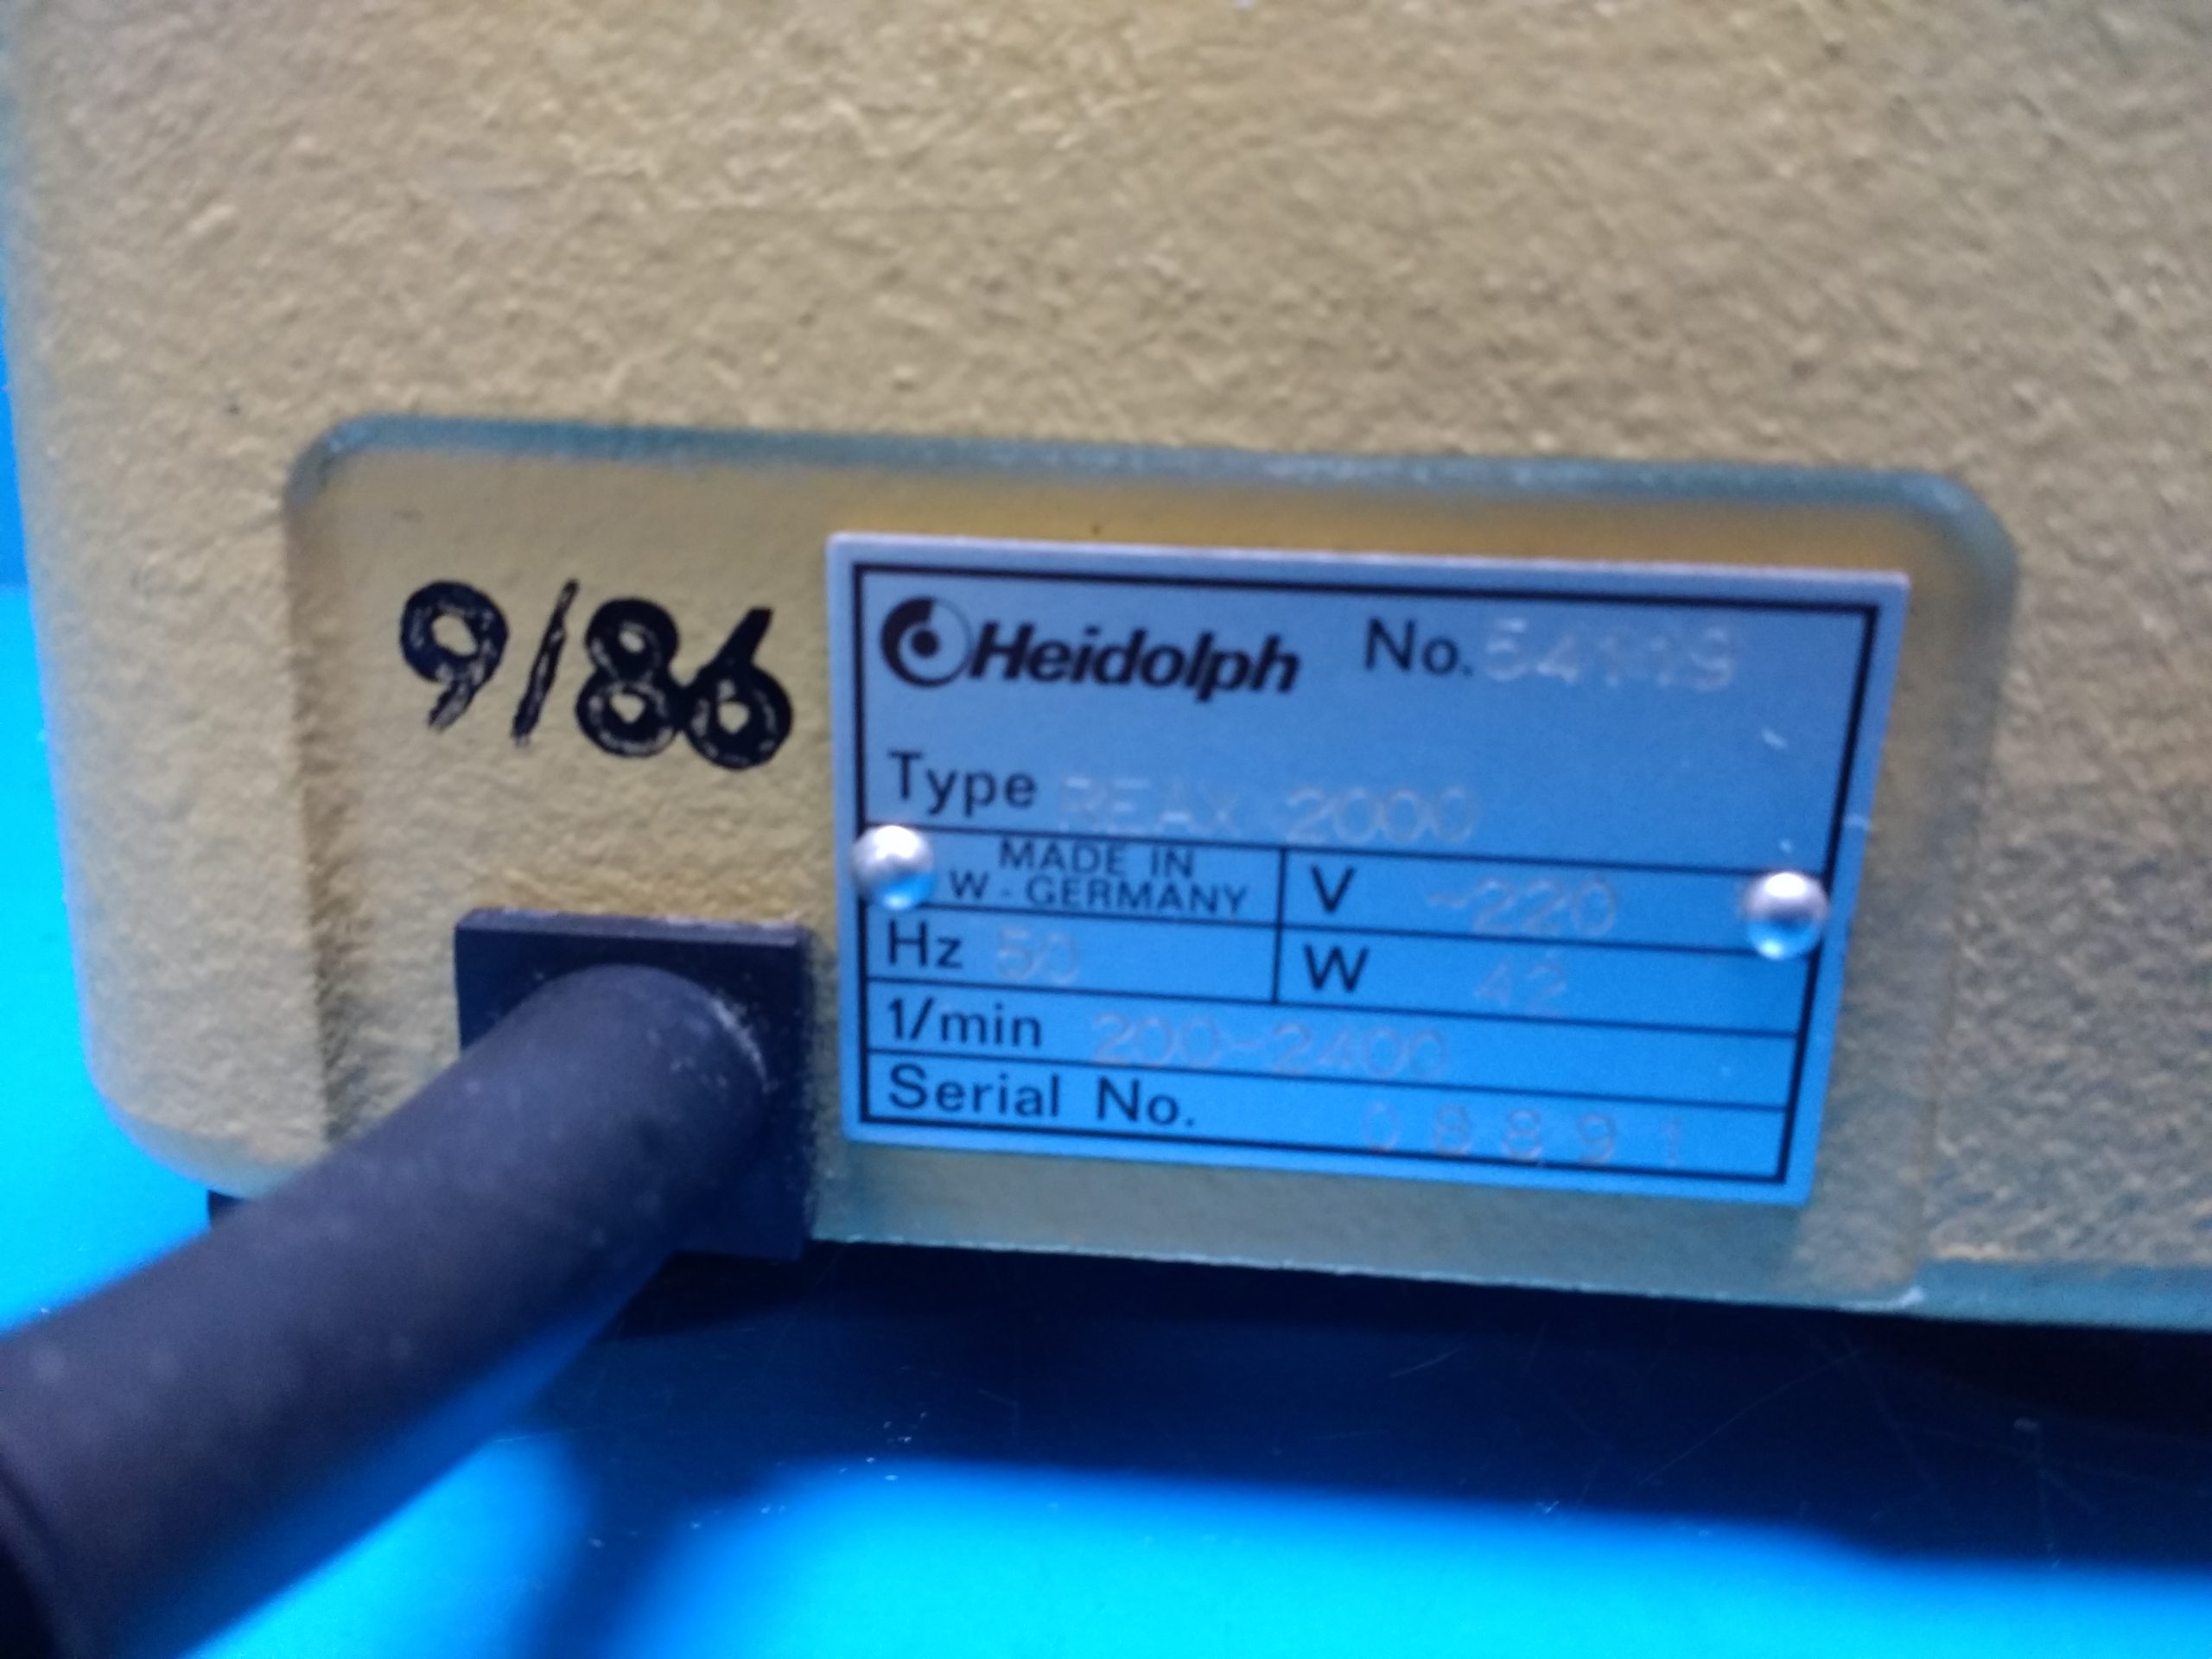 9/86
Heidolph No. 54119
Type REAX 2000
MADE IN
W - GERMANY
V ~220
Hz 50
W 42
1/min 200-2400
Serial No. 08891